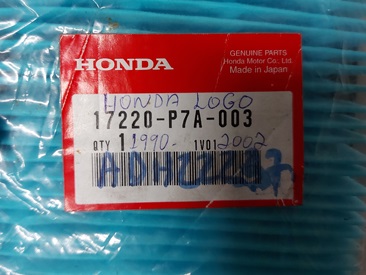 HONDA
GENUINE PARTS
Honda Motor Co., Ltd.
Made in Japan
HONDA LOGO
17220-P7A-003
QTY 1 1990- 1V01 2002